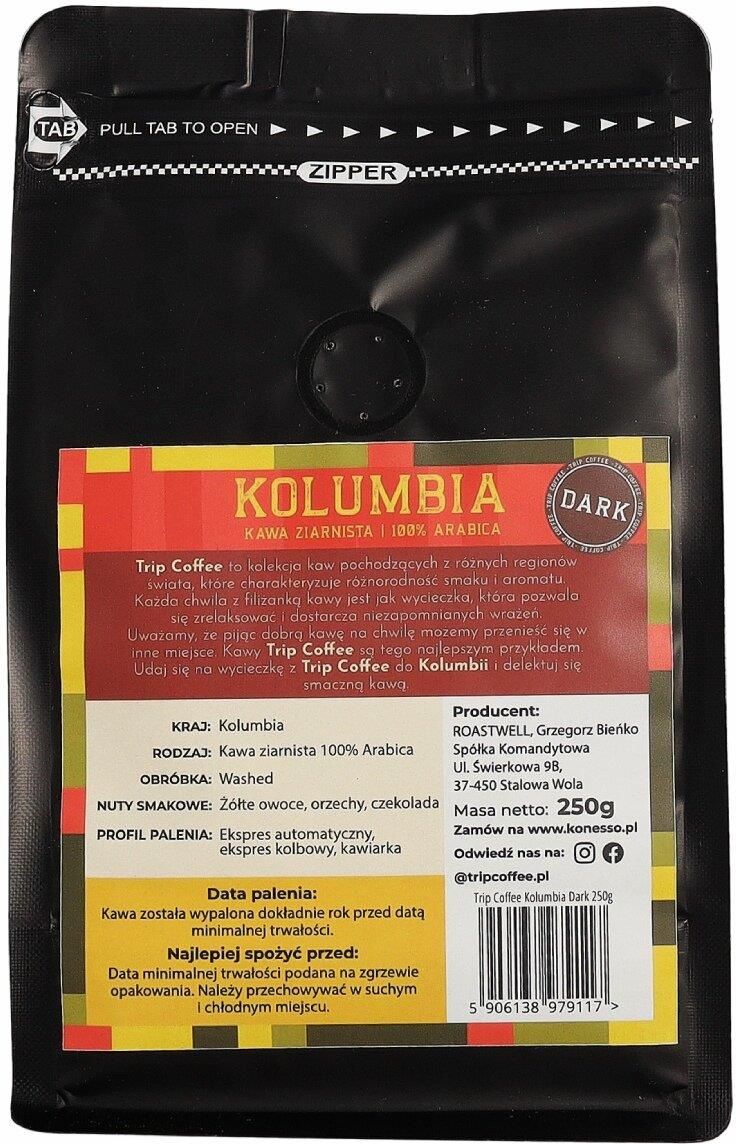 TAB
PULL TAB TO OPEN
ZIPPER
KOLUMBIA
KAWA ZIARNISTA | 100% ARABICA
TRIP COFFEE · TRIP COFFEE · TRIP COFFEE
DARK
Trip Coffee to kolekcja kaw pochodzących z różnych regionów
świata, które charakteryzuje różnorodność smaku i aromatu.
Każda chwila z filiżanką kawy jest jak wycieczka, która pozwala
się zrelaksować i dostarcza niezapomnianych wrażeń.
Uważamy, że pijąc dobrą kawę na chwilę możemy przenieść się w
inne miejsce. Kawy Trip Coffee są tego najlepszym przykładem.
Udaj się na wycieczkę z Trip Coffee do Kolumbii i delektuj się
smaczną kawą.
KRAJ: Kolumbia
RODZAJ: Kawa ziarnista 100% Arabica
OBRÓBKA: Washed
NUTY SMAKOWE: Żółte owoce, orzechy, czekolada
PROFIL PALENIA: Ekspres automatyczny,
ekspres kolbowy, kawiarka
Data palenia:
Kawa została wypalona dokładnie rok przed datą
minimalnej trwałości.
Najlepiej spożyć przed:
Data minimalnej trwałości podana na zgrzewie
opakowania. Należy przechowywać w suchym
i chłodnym miejscu.
Producent:
ROASTWELL, Grzegorz Bieńko
Spółka Komandytowa
Ul. Świerkowa 9B,
37-450 Stalowa Wola
Masa netto: 250g
Zamów na www.konesso.pl
Odwiedź nas na:
@tripcoffee.pl
Trip Coffee Kolumbia Dark 250g
5 906138 979117 >